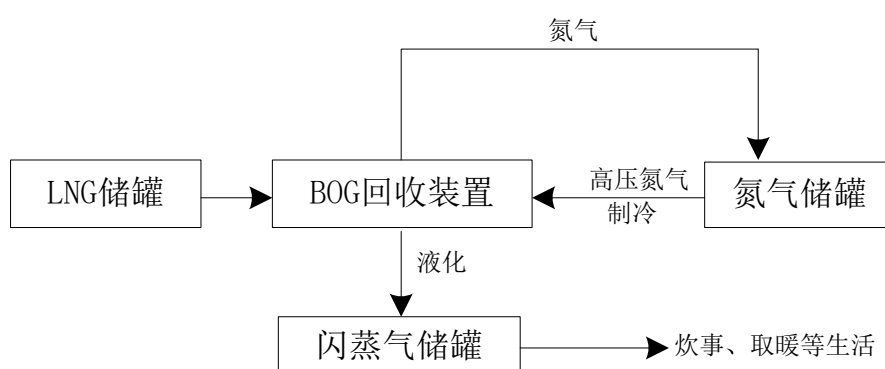 氮气
LNG储罐
BOG回收装置
高压氮气
制冷
氮气储罐
液化
闪蒸气储罐
炊事、取暖等生活